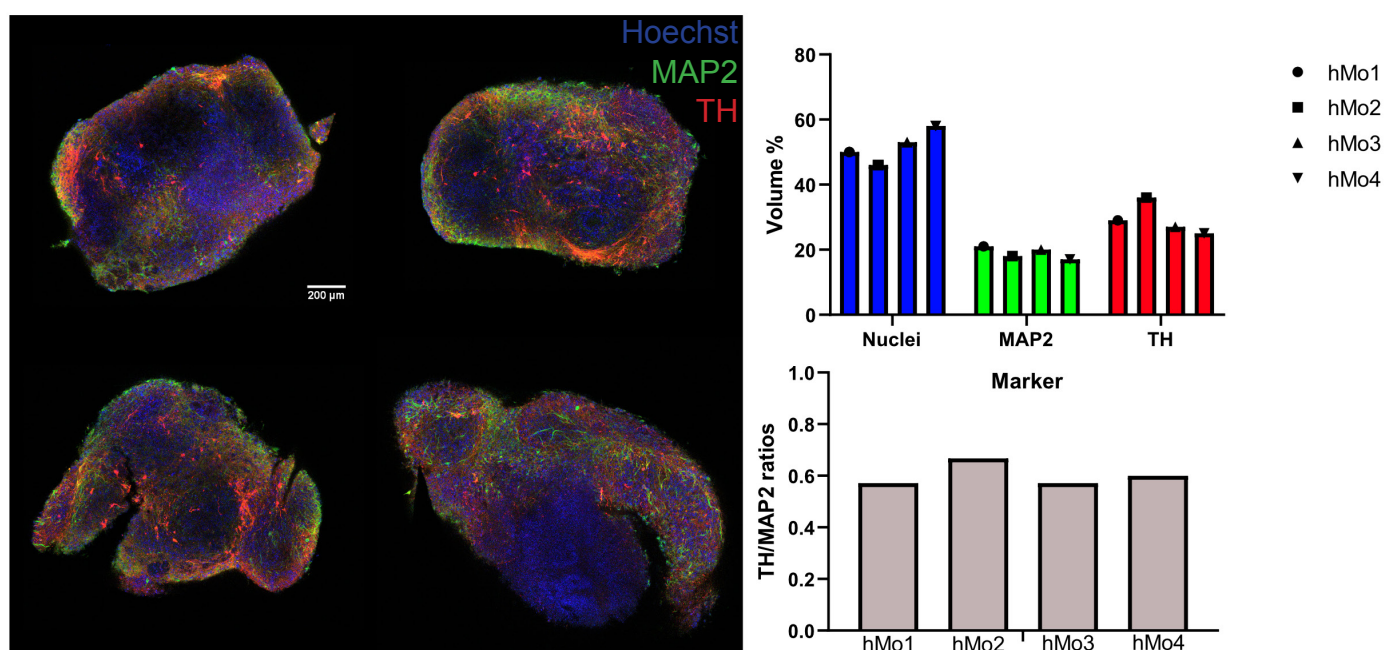 Hoechst
MAP2
TH
200 µm
80
60
40
20
0
Volume %
Nuclei MAP2 TH
Marker
hMo1
hMo2
hMo3
hMo4
1.0
0.8
0.6
0.4
0.2
0.0
TH/MAP2 ratios
hMo1 hMo2 hMo3 hMo4